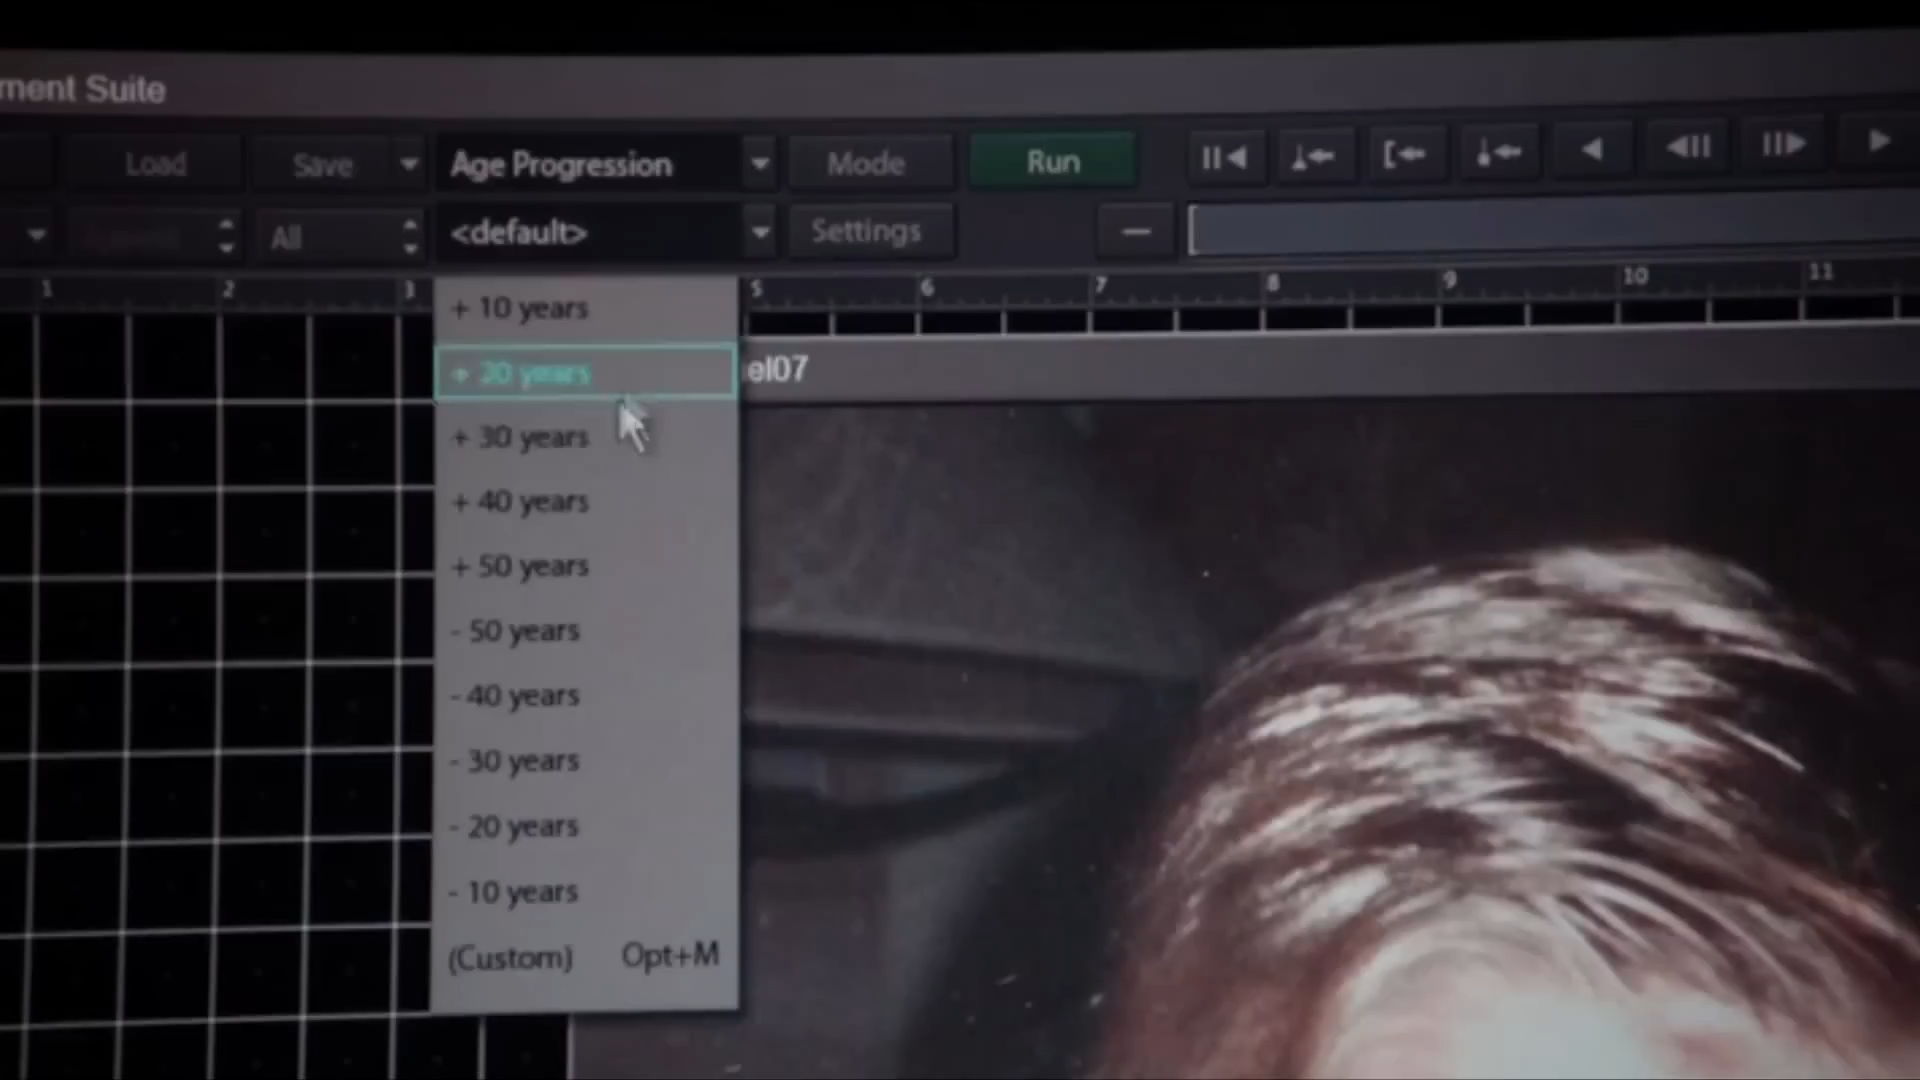 ment Suite
Load Save Age Progression Mode Run
All <default> Settings
1 2 3 5 6 7 8 9 10 11
+ 10 years
+ 20 years
el07
+ 30 years
+ 40 years
+ 50 years
- 50 years
- 40 years
- 30 years
- 20 years
- 10 years
(Custom) Opt+M